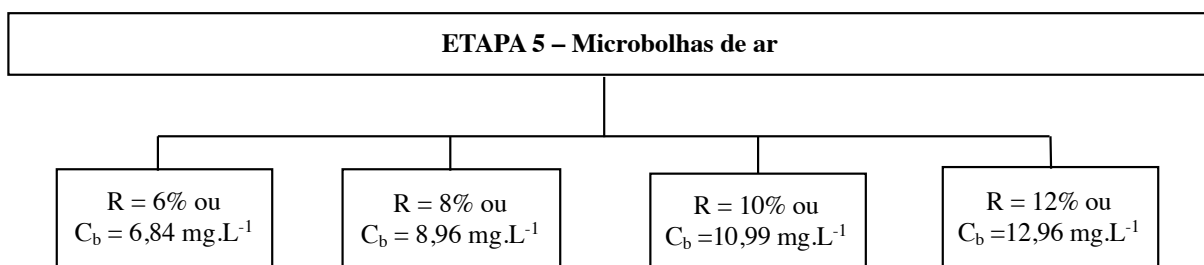 ETAPA 5 – Microbolhas de ar
R = 6% ou
C_b = 6,84 mg.L⁻¹
R = 8% ou
C_b = 8,96 mg.L⁻¹
R = 10% ou
C_b =10,99 mg.L⁻¹
R = 12% ou
C_b =12,96 mg.L⁻¹